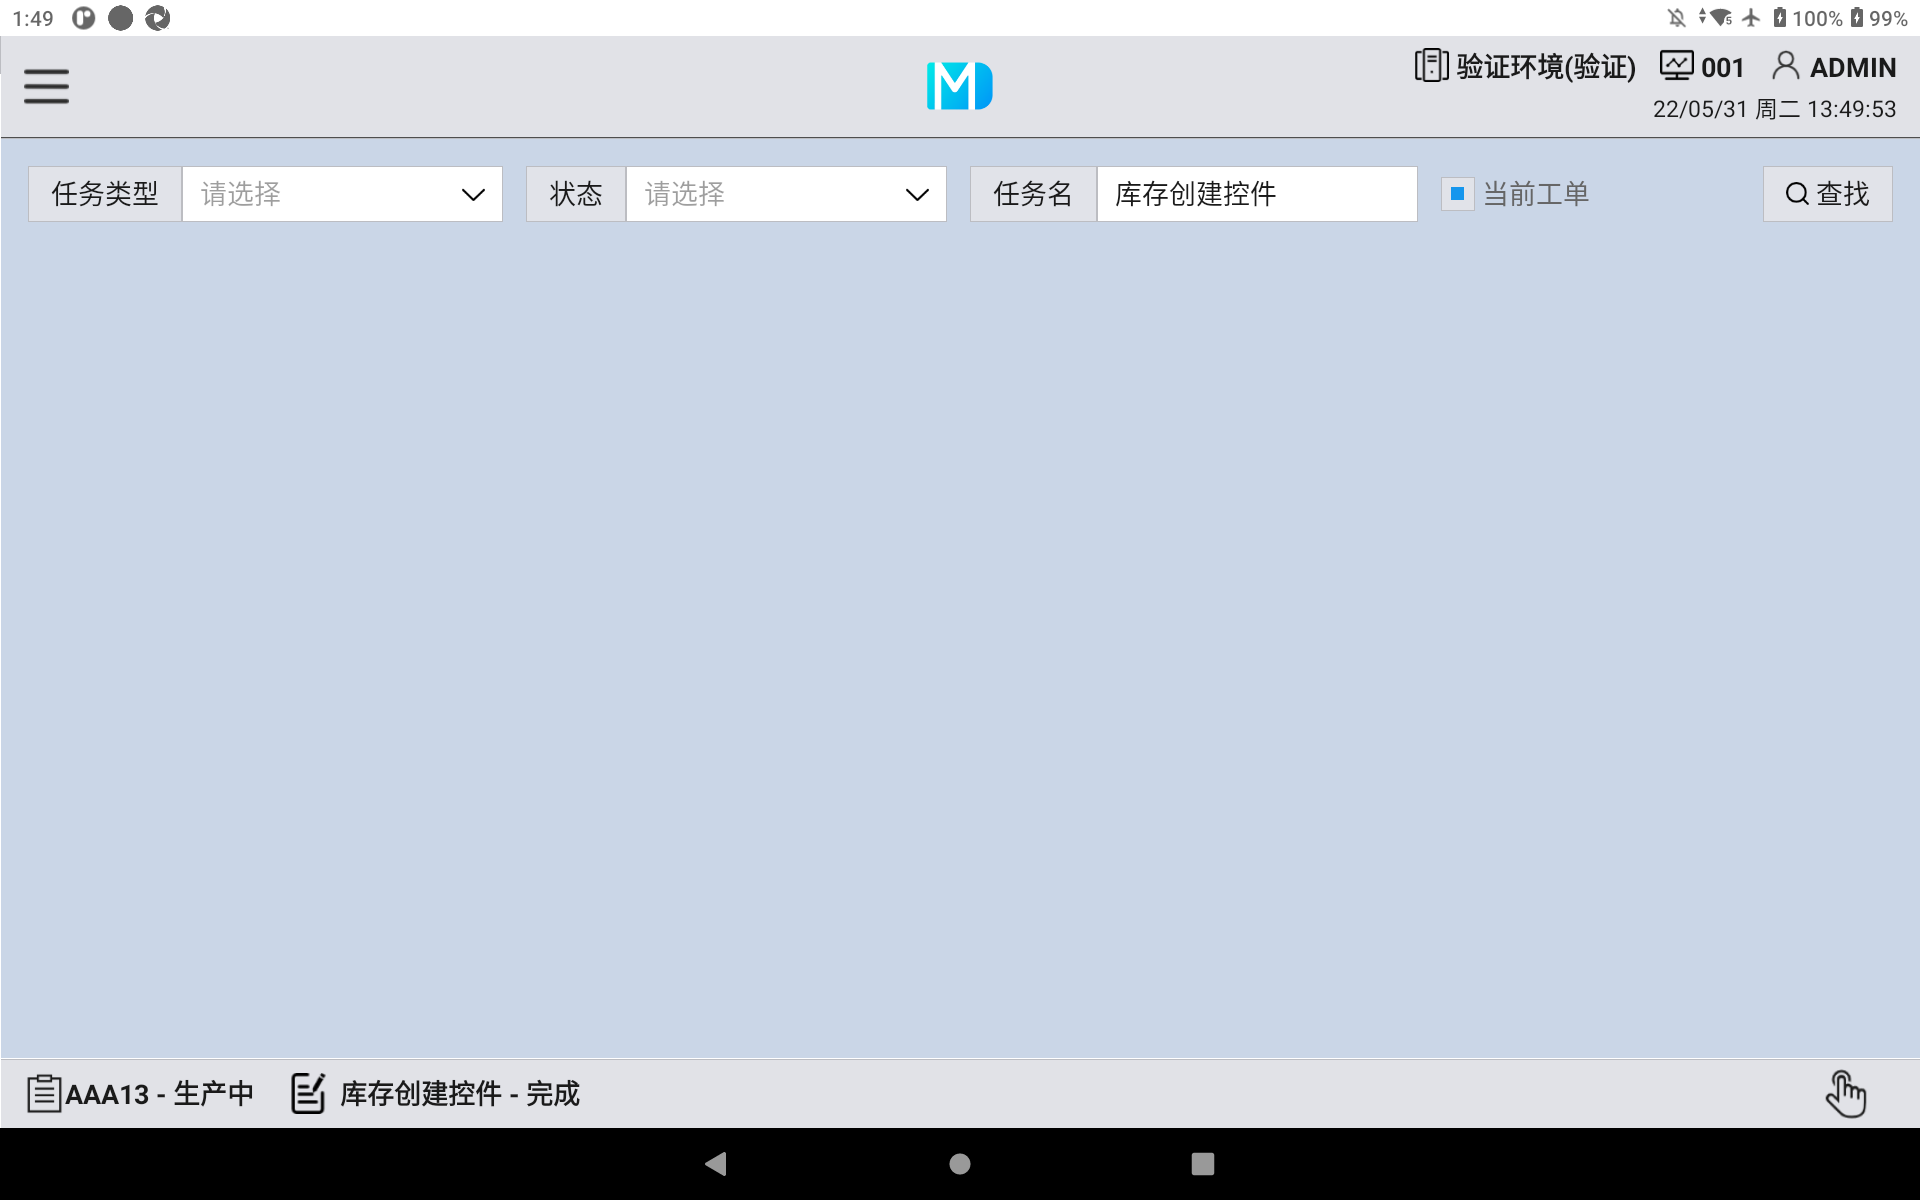 1:49 100% 99%
验证环境(验证) 001 ADMIN
22/05/31 周二 13:49:53
任务类型 请选择 状态 请选择 任务名 库存创建控件 当前工单 查找
AAA13 - 生产中 库存创建控件 - 完成